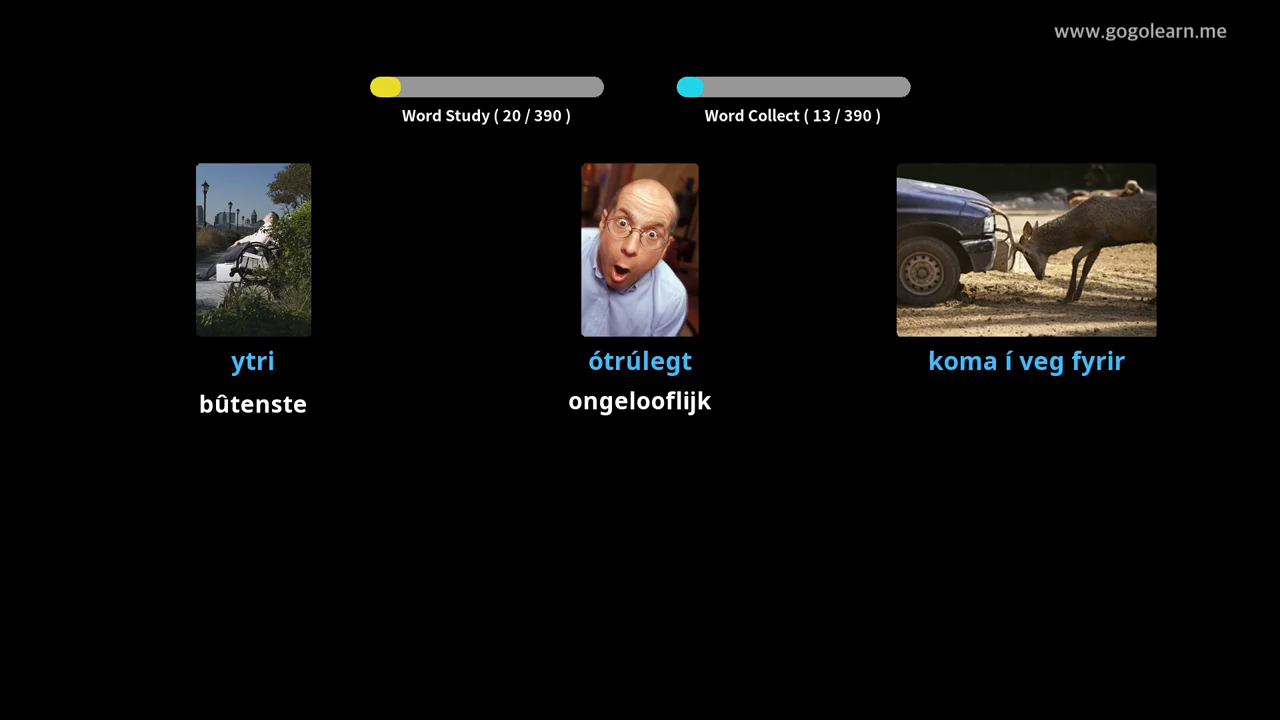 www.gogolearn.me
Word Study ( 20 / 390 )
Word Collect ( 13 / 390 )
ytri
ótrúlegt
koma í veg fyrir
bûtenste
ongelooflijk